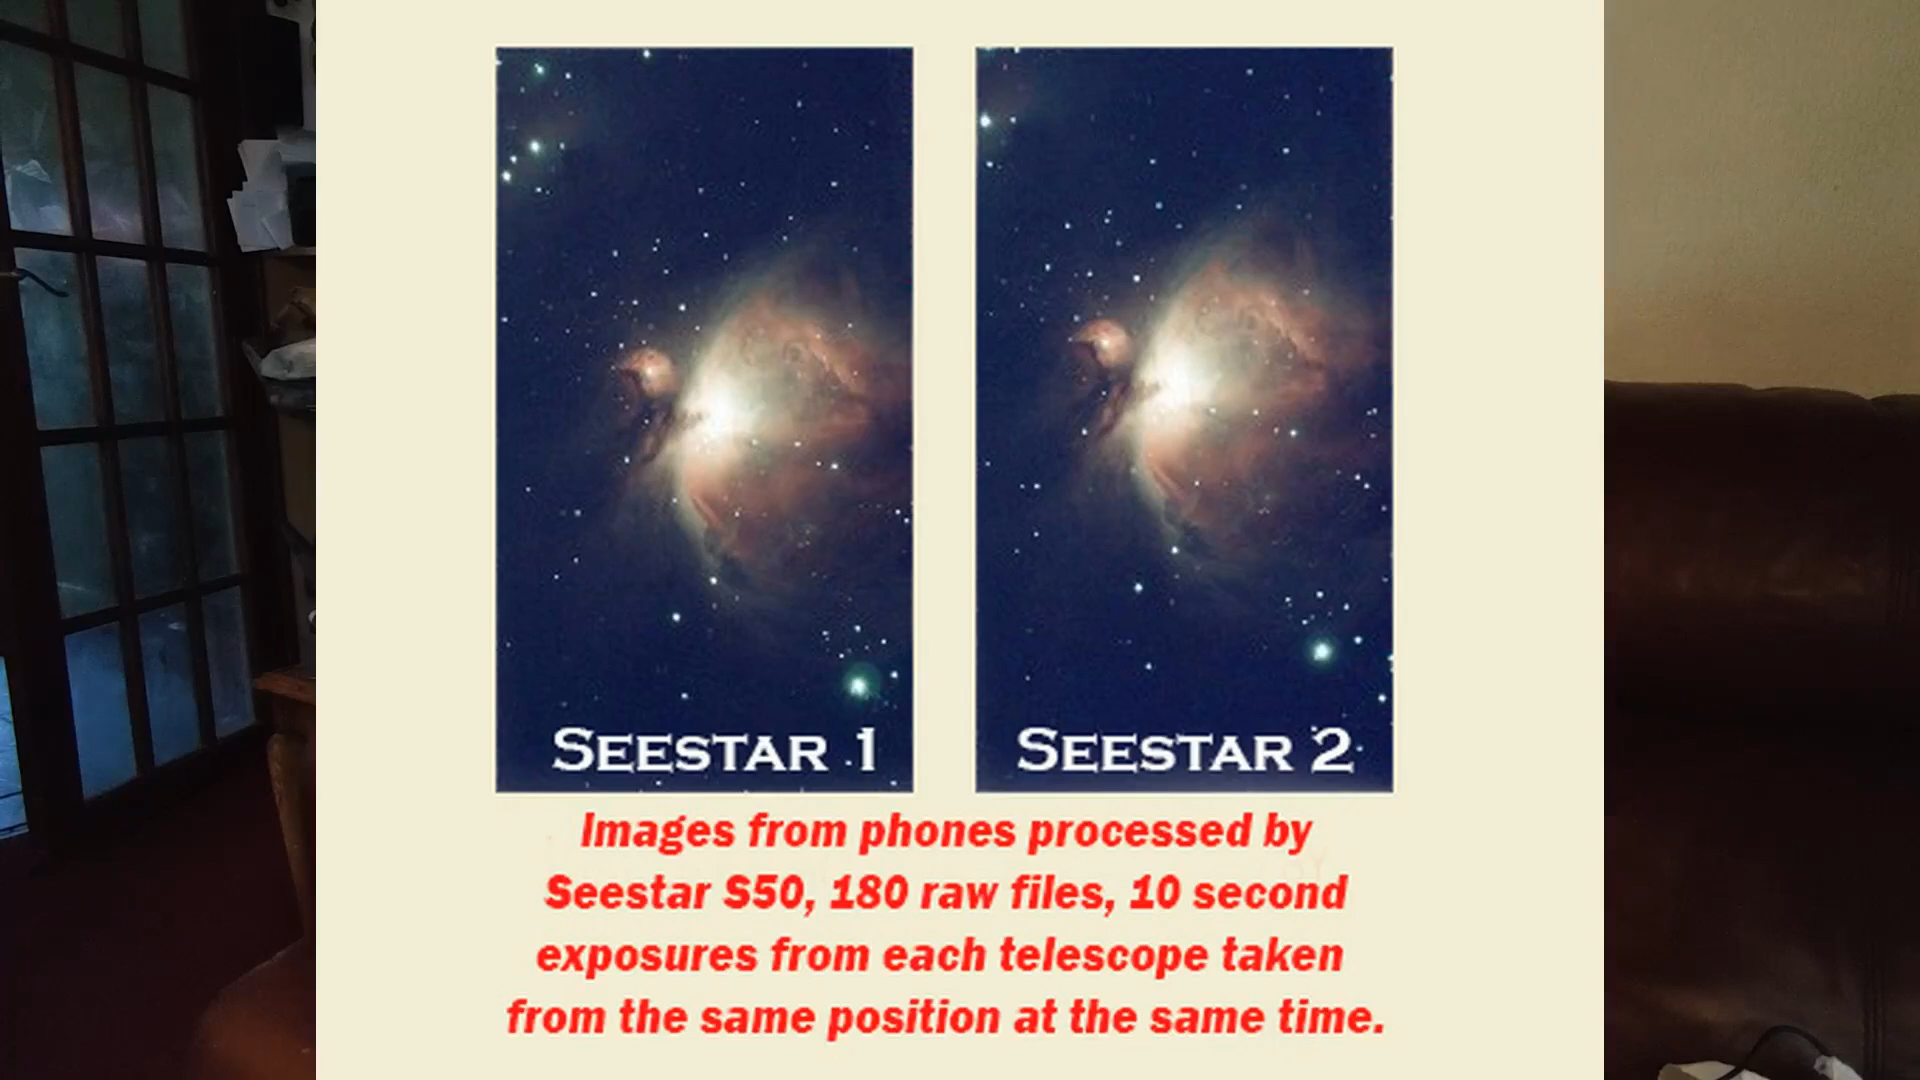 SEESTAR 1
SEESTAR 2
Images from phones processed by
Seestar S50, 180 raw files, 10 second
exposures from each telescope taken
from the same position at the same time.